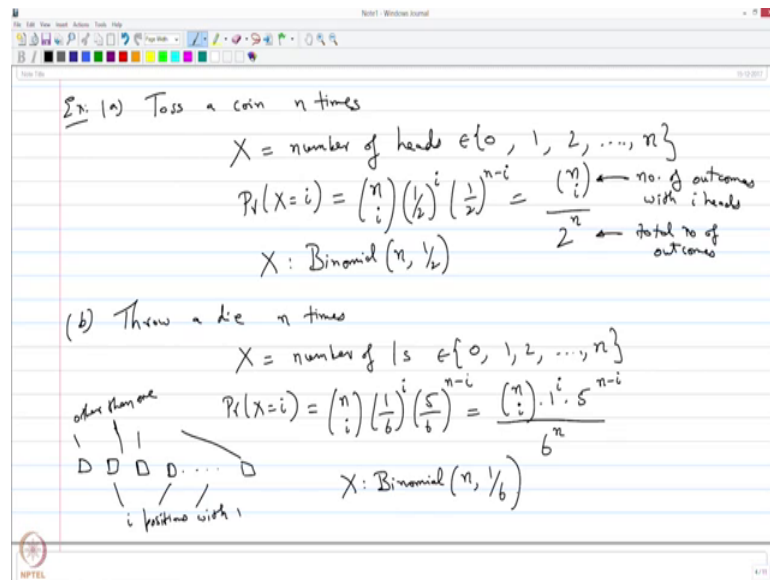 Note1 - Windows Journal
File Edit View Insert Actions Tools Help
Page Width
Note Title
Ex: (a) Toss a coin n times
X = number of heads ∈ {0, 1, 2, ..., n}
Pr(X=i) = (n i) (1/2)^i (1/2)^{n-i} = (n i) / 2^n
← no. of outcomes with i heads
← total no of outcomes
X : Binomial (n, 1/2)
(b) Throw a die n times
X = number of 1s ∈ {0, 1, 2, ..., n}
Pr(X=i) = (n i) (1/6)^i (5/6)^{n-i} = (n i) · 1^i · 5^{n-i} / 6^n
other than one
i positions with 1
X : Binomial (n, 1/6)
NPTEL